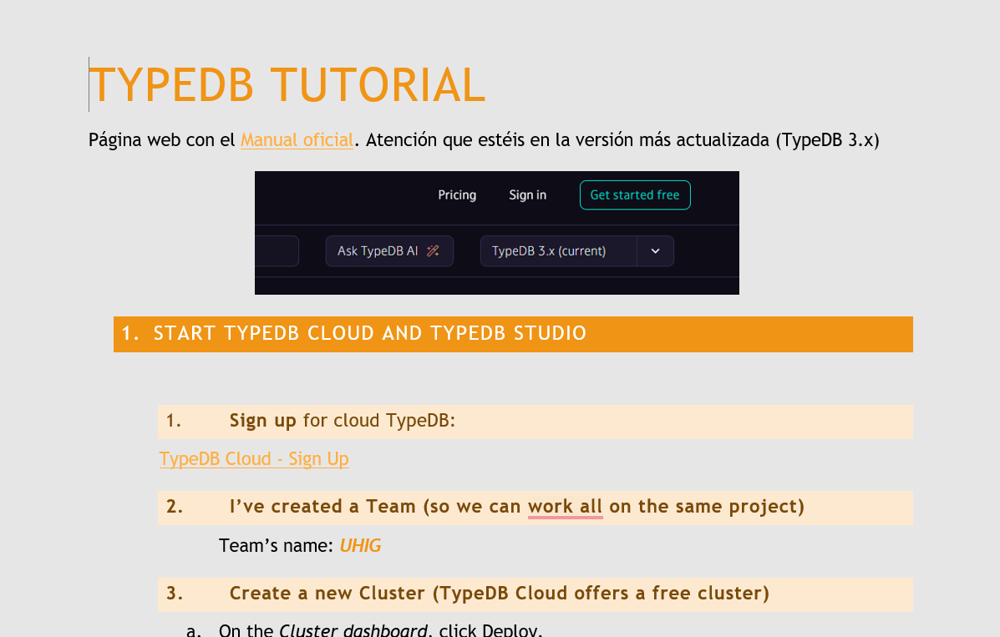 TYPEDB TUTORIAL
Página web con el Manual oficial. Atención que estéis en la versión más actualizada (TypeDB 3.x)
Pricing Sign in Get started free
Ask TypeDB AI TypeDB 3.x (current)
1. START TYPEDB CLOUD AND TYPEDB STUDIO
1. Sign up for cloud TypeDB:
TypeDB Cloud - Sign Up
2. I’ve created a Team (so we can work all on the same project)
Team’s name: UHIG
3. Create a new Cluster (TypeDB Cloud offers a free cluster)
a. On the Cluster dashboard, click Deploy.